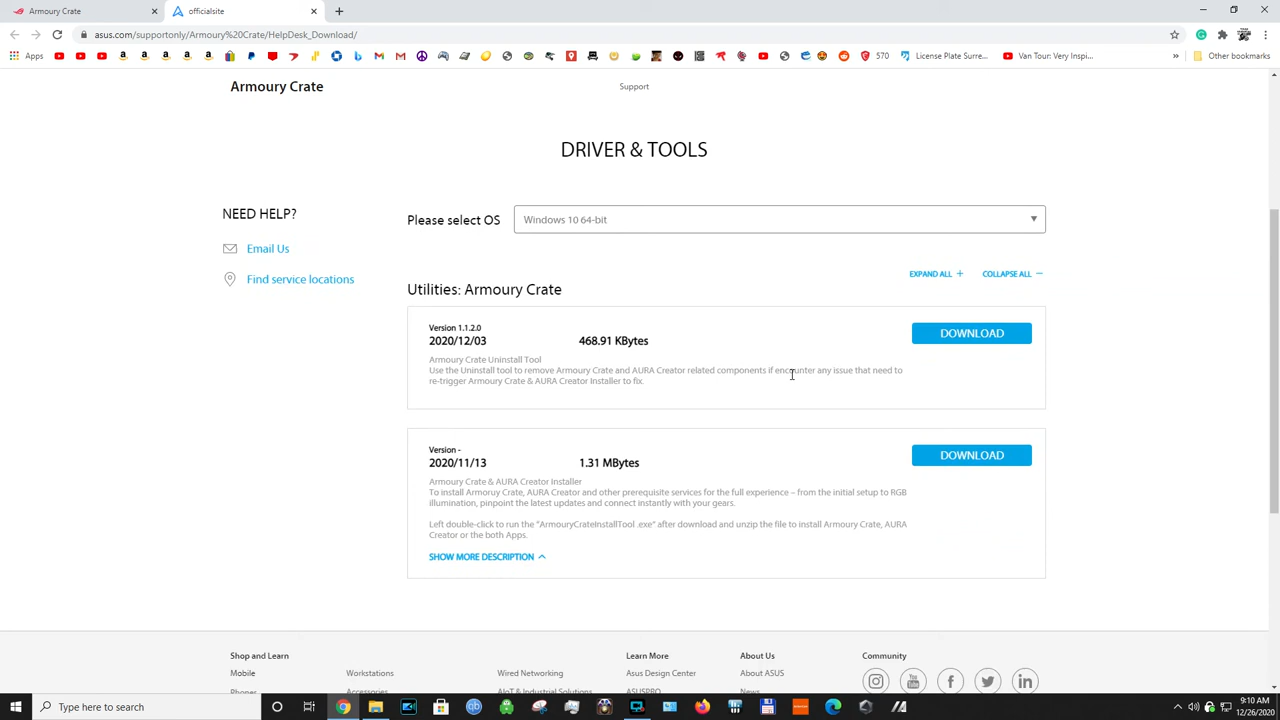 Armoury Crate
officialsite
asus.com/supportonly/Armoury%20Crate/HelpDesk_Download/
Apps
570
License Plate Surre...
Van Tour: Very Inspi...
Other bookmarks
Armoury Crate
Support
DRIVER & TOOLS
NEED HELP?
Email Us
Find service locations
Please select OS
Windows 10 64-bit
EXPAND ALL +
COLLAPSE ALL −
Utilities: Armoury Crate
Version 1.1.2.0
2020/12/03
468.91 KBytes
DOWNLOAD
Armoury Crate Uninstall Tool
Use the Uninstall tool to remove Armoury Crate and AURA Creator related components if encounter any issue that need to
re-trigger Armoury Crate & AURA Creator Installer to fix.
Version -
2020/11/13
1.31 MBytes
DOWNLOAD
Armoury Crate & AURA Creator Installer
To install Armoruy Crate, AURA Creator and other prerequisite services for the full experience – from the initial setup to RGB
illumination, pinpoint the latest updates and connect instantly with your gears.
Left double-click to run the "ArmouryCrateInstallTool .exe" after download and unzip the file to install Armoury Crate, AURA
Creator or the both Apps.
SHOW MORE DESCRIPTION
Shop and Learn
Learn More
About Us
Community
Mobile
Workstations
Wired Networking
Asus Design Center
About ASUS
Phones
Accessories
AIoT & Industrial Solutions
ASUSPRO
News
Type here to search
9:10 AM
12/26/2020